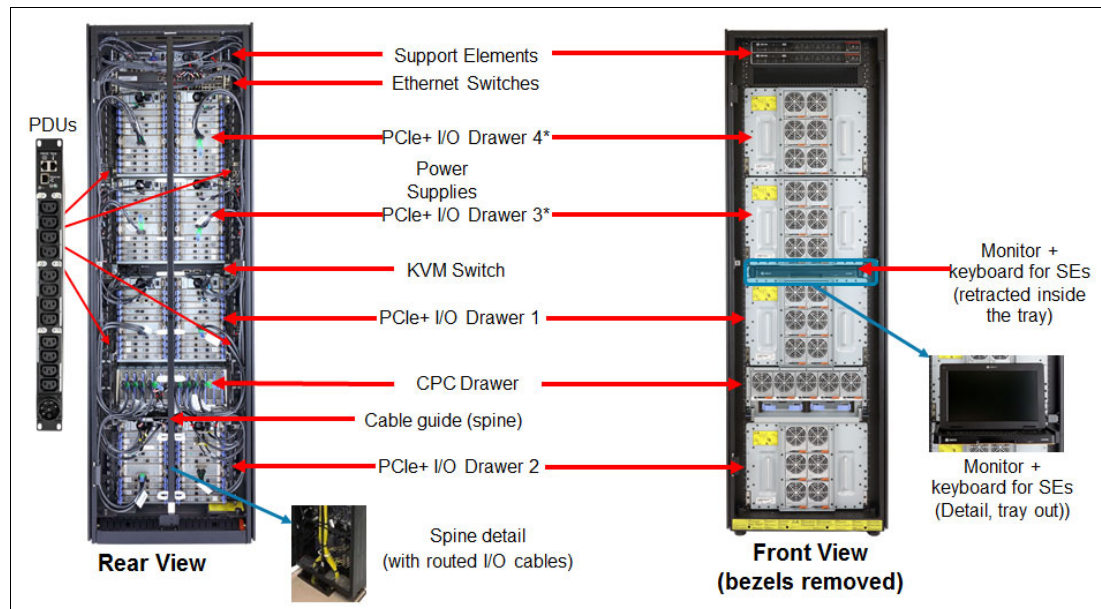 Support Elements
Ethernet Switches
PDUs
PCIe+ I/O Drawer 4*
Power
Supplies
PCIe+ I/O Drawer 3*
KVM Switch
Monitor +
keyboard for SEs
(retracted inside
the tray)
PCIe+ I/O Drawer 1
CPC Drawer
Cable guide (spine)
PCIe+ I/O Drawer 2
Monitor +
keyboard for SEs
(Detail, tray out))
Spine detail
(with routed I/O cables)
Rear View
Front View
(bezels removed)